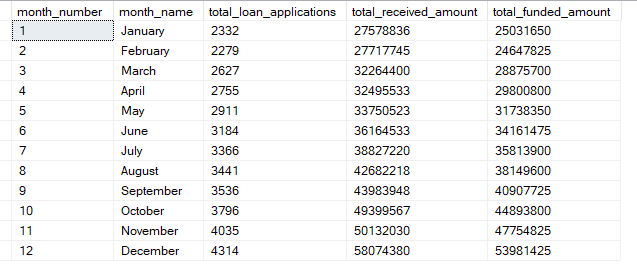 month_number month_name total_loan_applications total_received_amount total_funded_amount
1 January 2332 27578836 25031650
2 February 2279 27717745 24647825
3 March 2627 32264400 28875700
4 April 2755 32495533 29800800
5 May 2911 33750523 31738350
6 June 3184 36164533 34161475
7 July 3366 38827220 35813900
8 August 3441 42682218 38149600
9 September 3536 43983948 40907725
10 October 3796 49399567 44893800
11 November 4035 50132030 47754825
12 December 4314 58074380 53981425